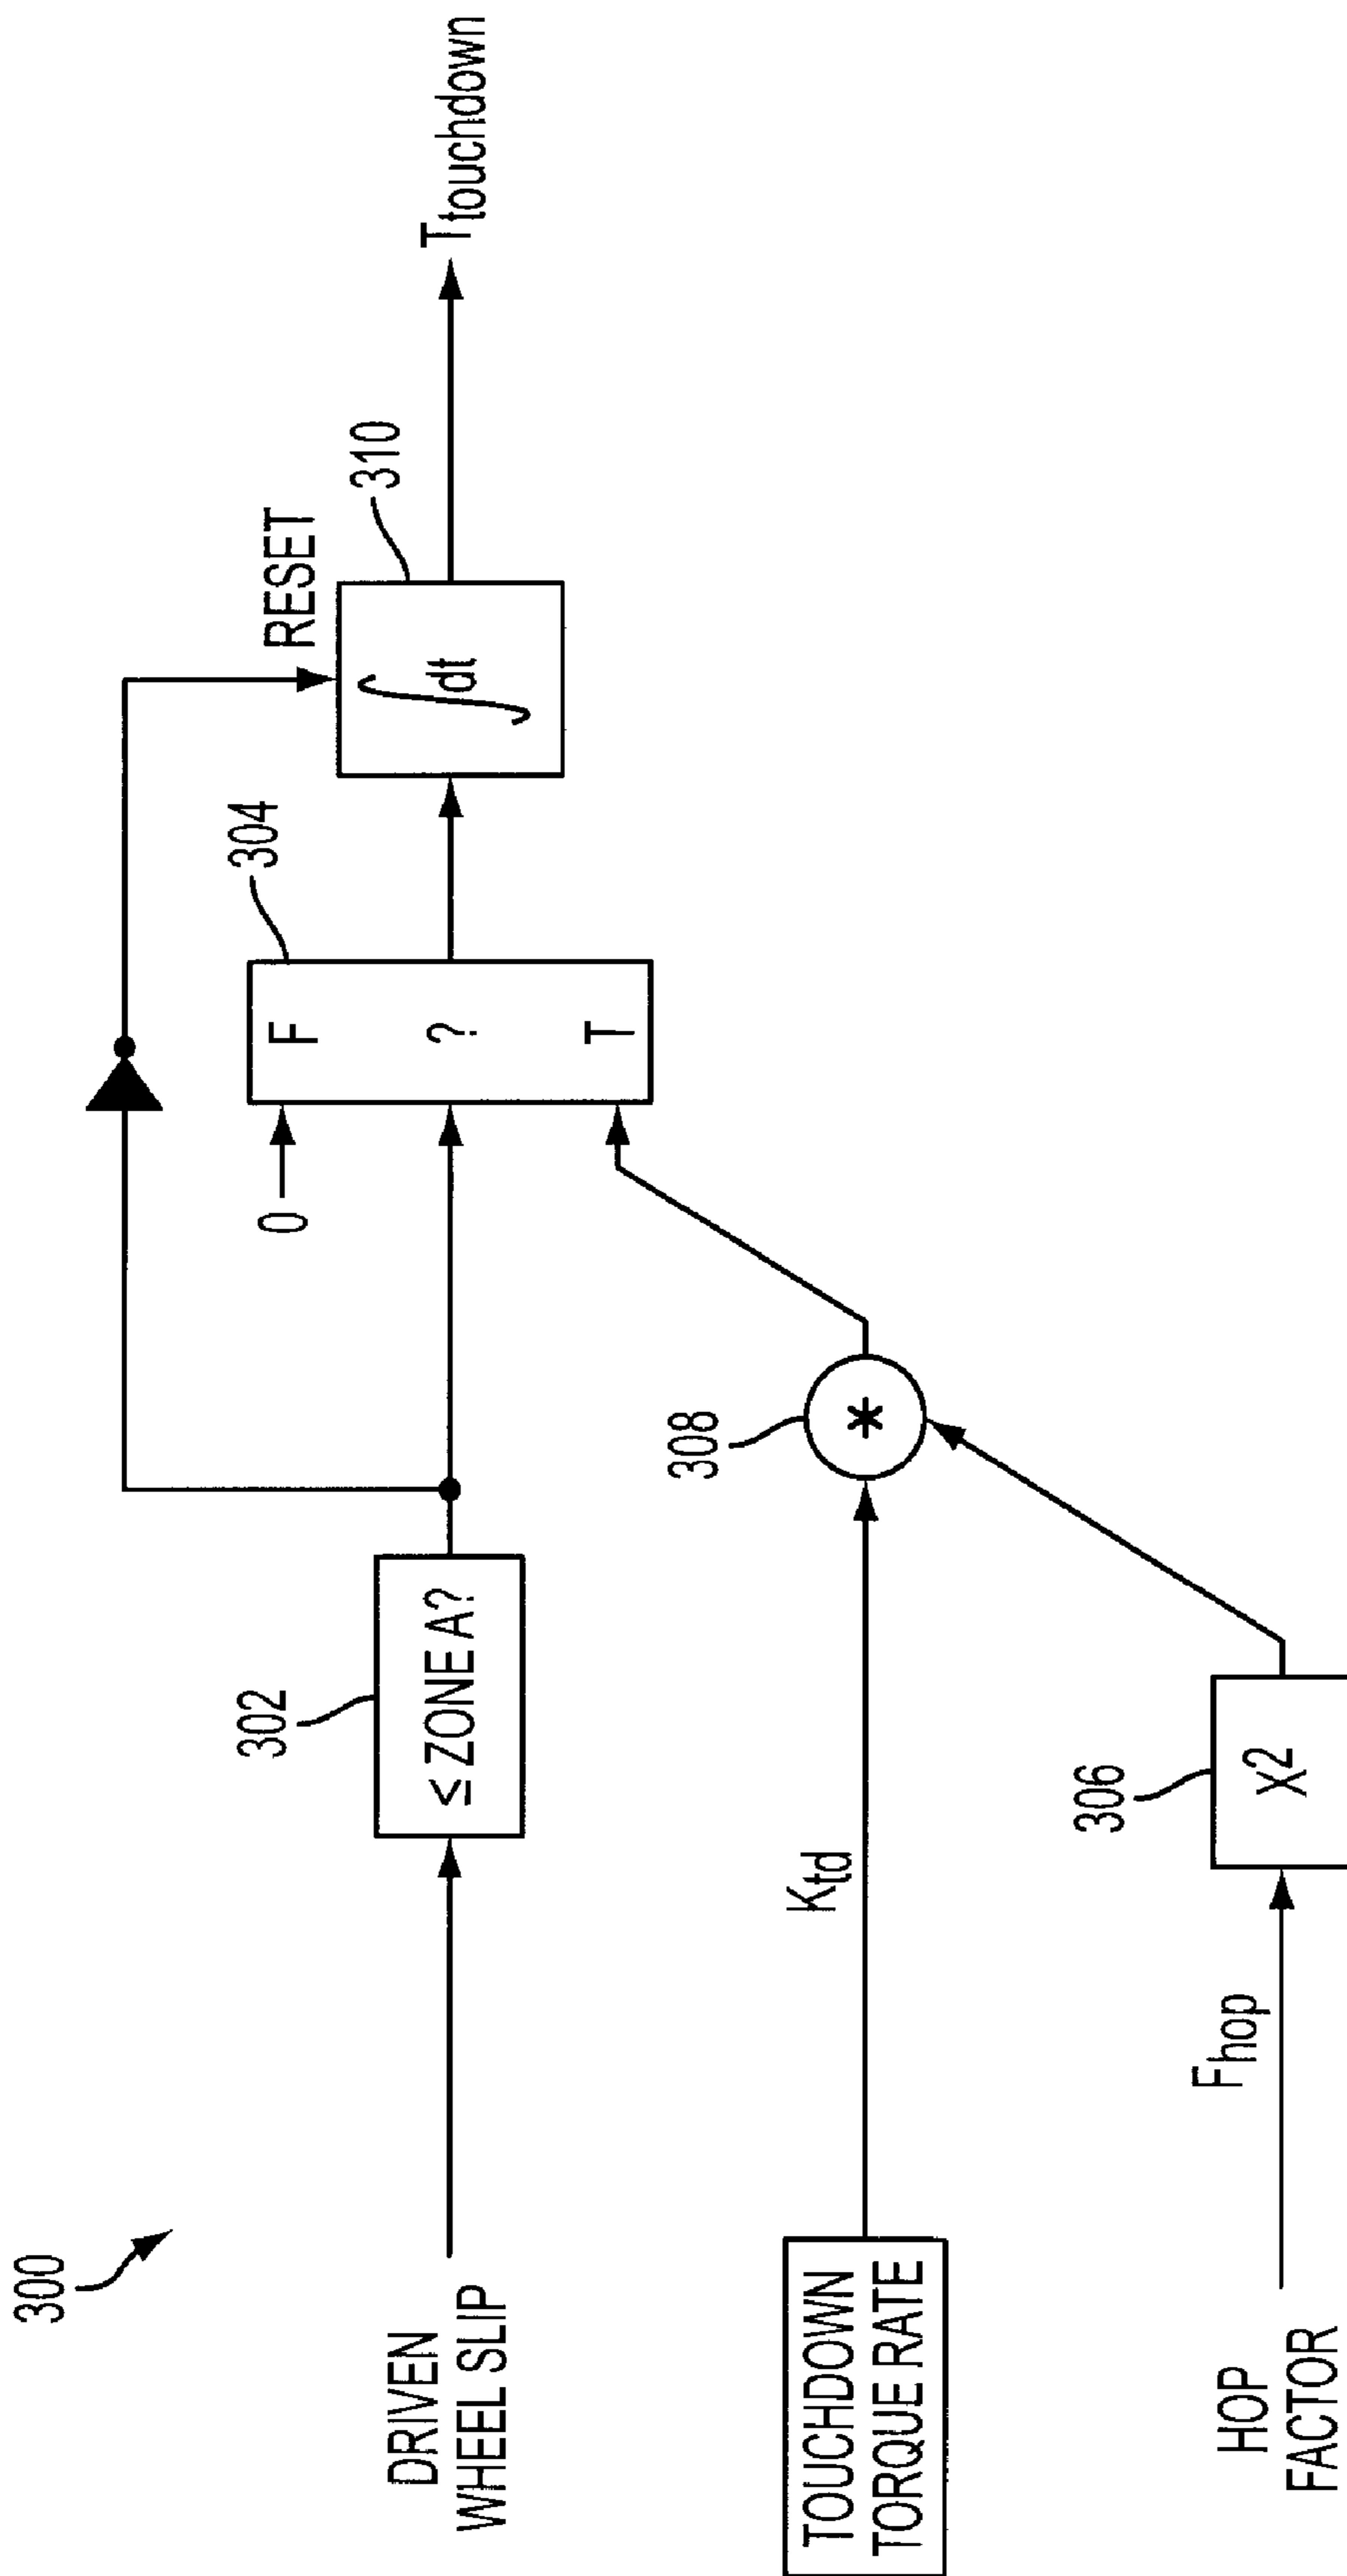 300
DRIVEN
WHEEL SLIP
302
≤ ZONE A?
0
F
?
T
304
RESET
∫dt
310
Ttouchdown
TOUCHDOWN
TORQUE RATE
Ktd
308
*
HOP
FACTOR
Fhop
306
X²